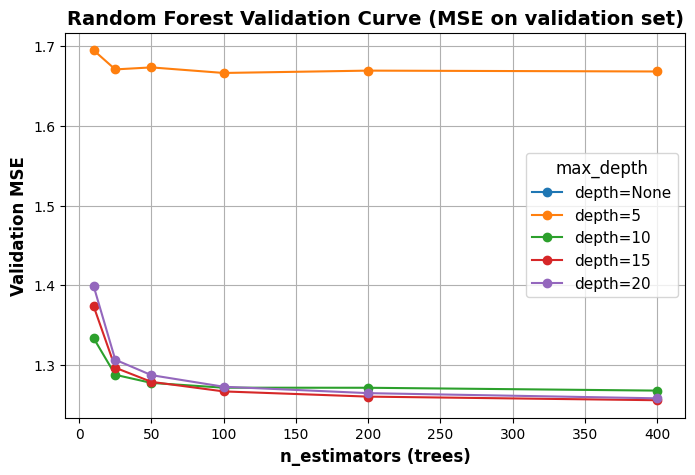 Random Forest Validation Curve (MSE on validation set)
1.7
1.6
1.5
1.4
1.3
Validation MSE
max_depth
depth=None
depth=5
depth=10
depth=15
depth=20
0 50 100 150 200 250 300 350 400
n_estimators (trees)